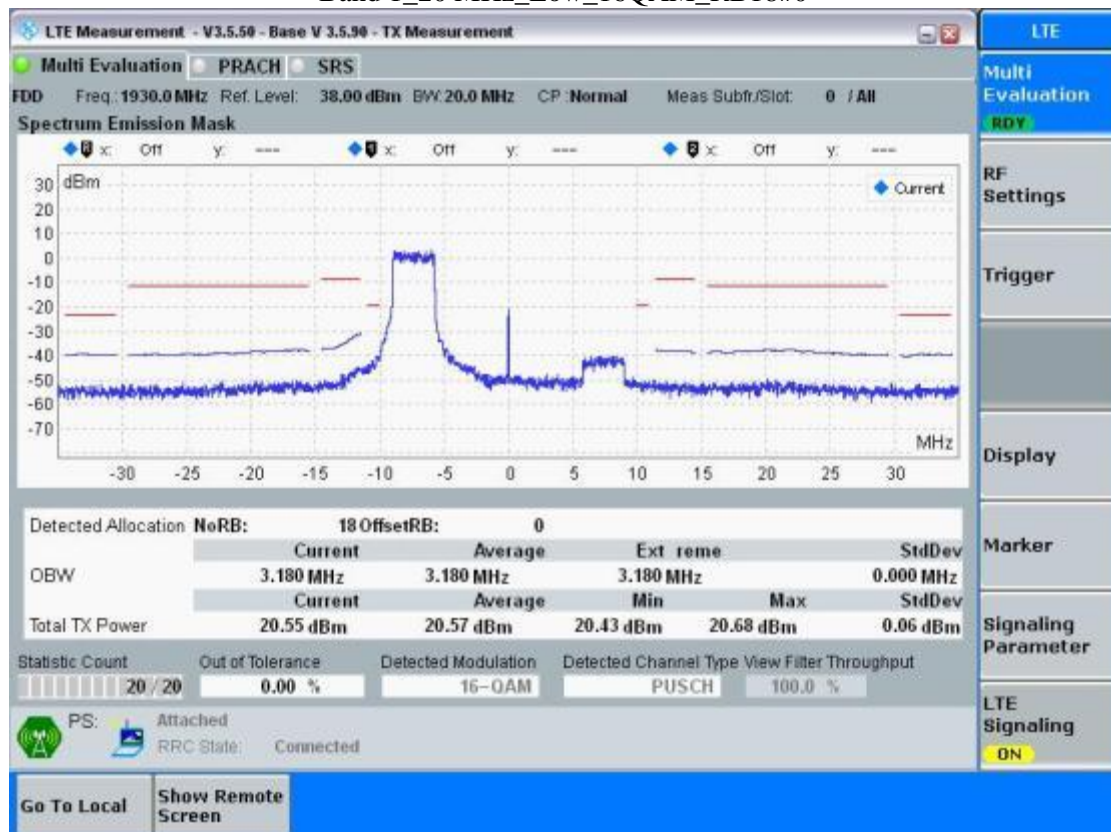 LTE Measurement - V3.5.50 - Base V 3.5.90 - TX Measurement
LTE
Multi Evaluation PRACH SRS
Multi
Evaluation
RDY
FDD Freq.: 1930.0 MHz Ref. Level: 38.00 dBm BW: 20.0 MHz CP :Normal Meas Subfr./Slot: 0 / All
Spectrum Emission Mask
x: Off y: --- x: Off y: --- x: Off y: ---
dBm
Current
30
20
10
0
-10
-20
-30
-40
-50
-60
-70
MHz
-30 -25 -20 -15 -10 -5 0 5 10 15 20 25 30
RF
Settings
Trigger
Display
Marker
Signaling
Parameter
LTE
Signaling
ON
Detected Allocation NoRB: 18 OffsetRB: 0
Current Average Ext reme StdDev
OBW 3.180 MHz 3.180 MHz 3.180 MHz 0.000 MHz
Current Average Min Max StdDev
Total TX Power 20.55 dBm 20.57 dBm 20.43 dBm 20.68 dBm 0.06 dBm
Statistic Count Out of Tolerance Detected Modulation Detected Channel Type View Filter Throughput
20 / 20 0.00 % 16-QAM PUSCH 100.0 %
PS: Attached
RRC State: Connected
Go To Local
Show Remote
Screen